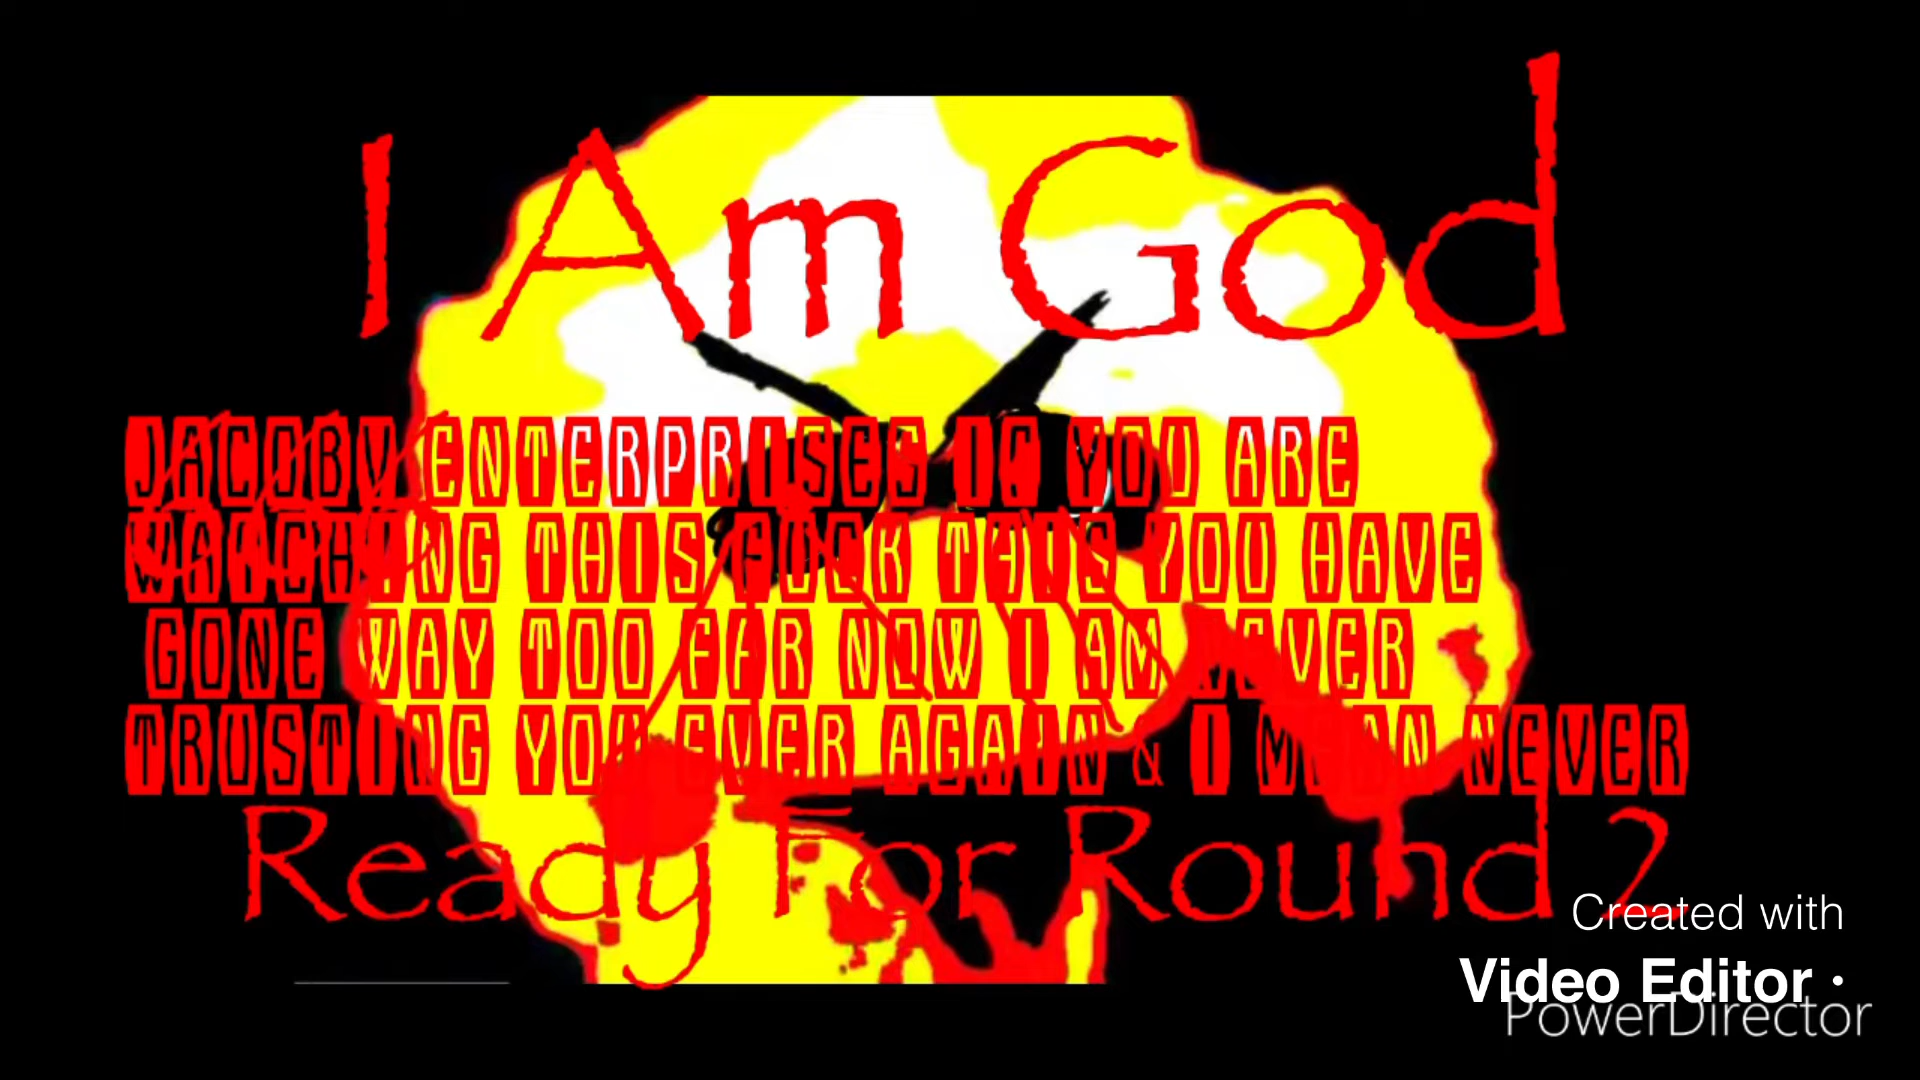 I Am God
JACOBY ENTERPRISES IF YOU ARE
WATCHING THIS FUCK THIS YOU HAVE
GONE WAY TOO FAR NOW I AM NEVER
TRUSTING YOU EVER AGAIN & I MEAN NEVER
Ready For Round 2
Created with
Video Editor ·
PowerDirector